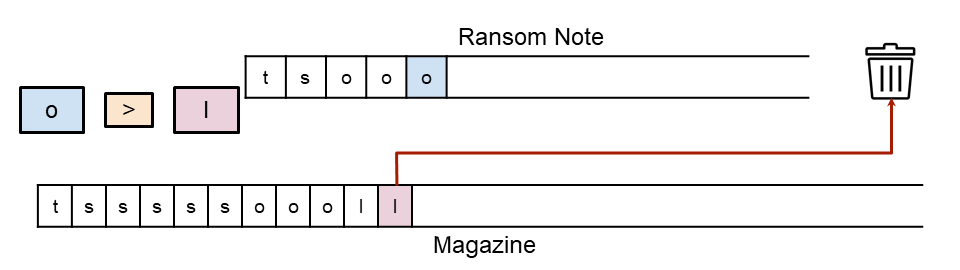 Ransom Note
t s o o o
o > l
t s s s s s o o o l l
Magazine